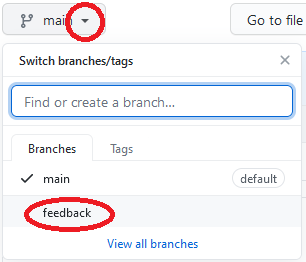 main Go to file
Switch branches/tags
Find or create a branch...
Branches Tags
main default
feedback
View all branches